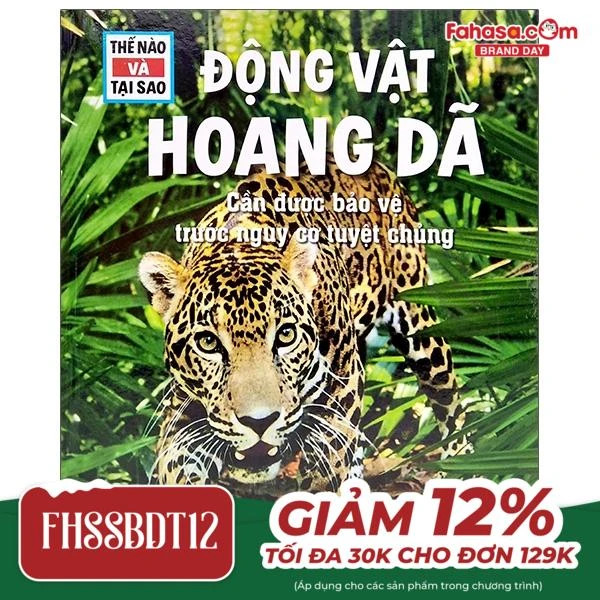 Fahasa.com
BRAND DAY
THẾ NÀO
VÀ
TẠI SAO
ĐỘNG VẬT
HOANG DÃ
Cần được bảo vệ
trước nguy cơ tuyệt chủng
FHSSBDT12
GIẢM 12%
TỐI ĐA 30K CHO ĐƠN 129K
(Áp dụng cho các sản phẩm trong chương trình)